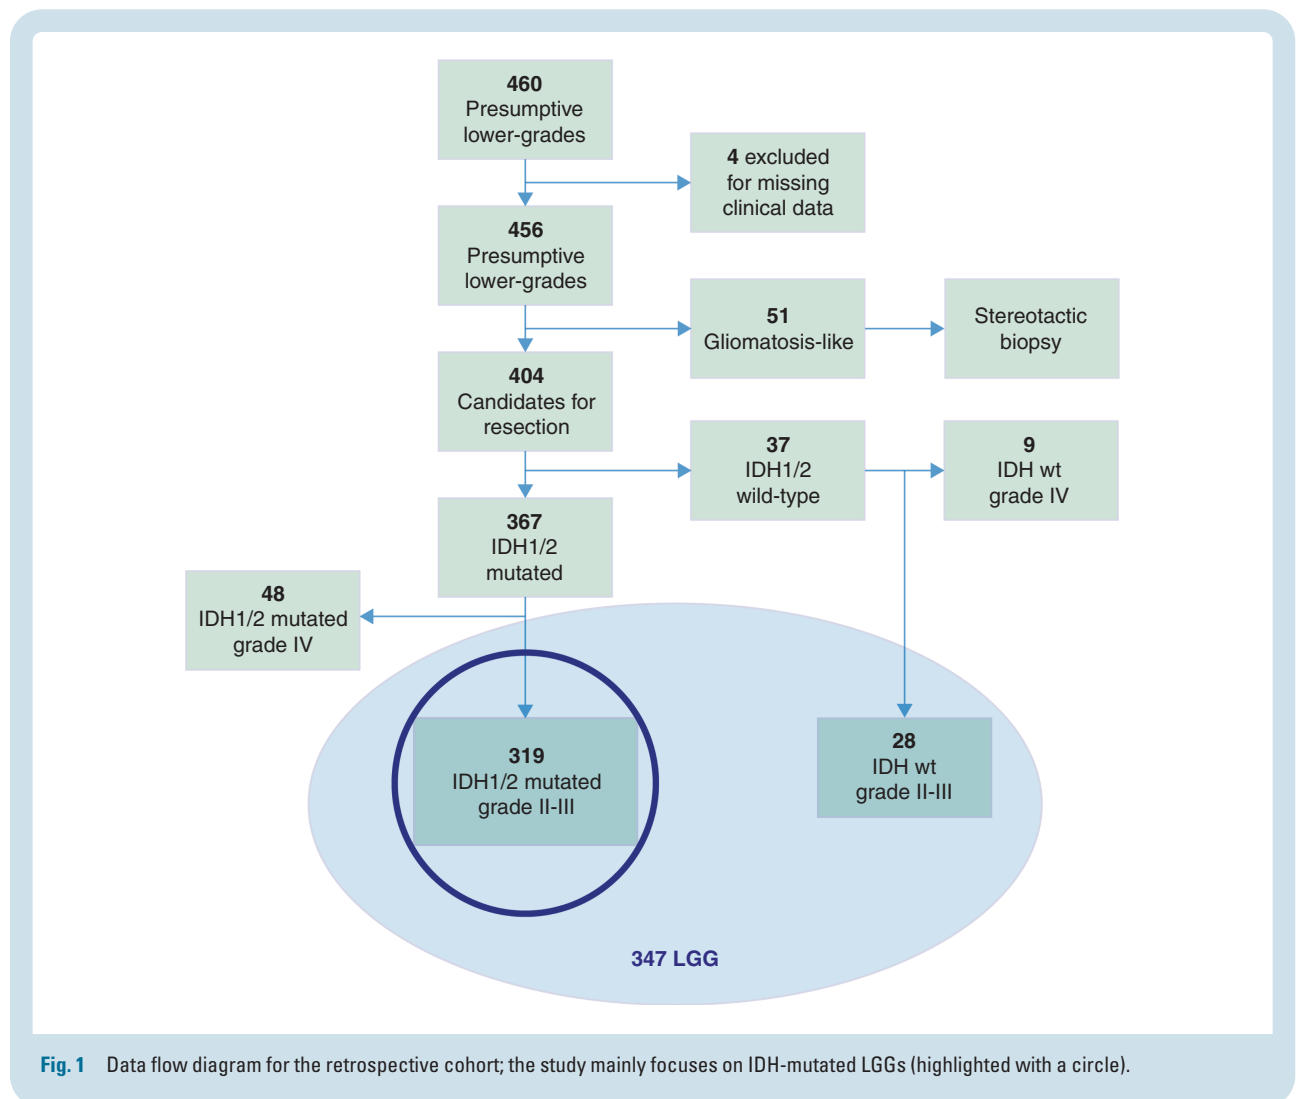 460
Presumptive
lower-grades
4 excluded
for missing
clinical data
456
Presumptive
lower-grades
51
Gliomatosis-like
Stereotactic
biopsy
404
Candidates for
resection
37
IDH1/2
wild-type
9
IDH wt
grade IV
367
IDH1/2
mutated
48
IDH1/2 mutated
grade IV
319
IDH1/2 mutated
grade II-III
28
IDH wt
grade II-III
347 LGG
Fig. 1 Data flow diagram for the retrospective cohort; the study mainly focuses on IDH-mutated LGGs (highlighted with a circle).